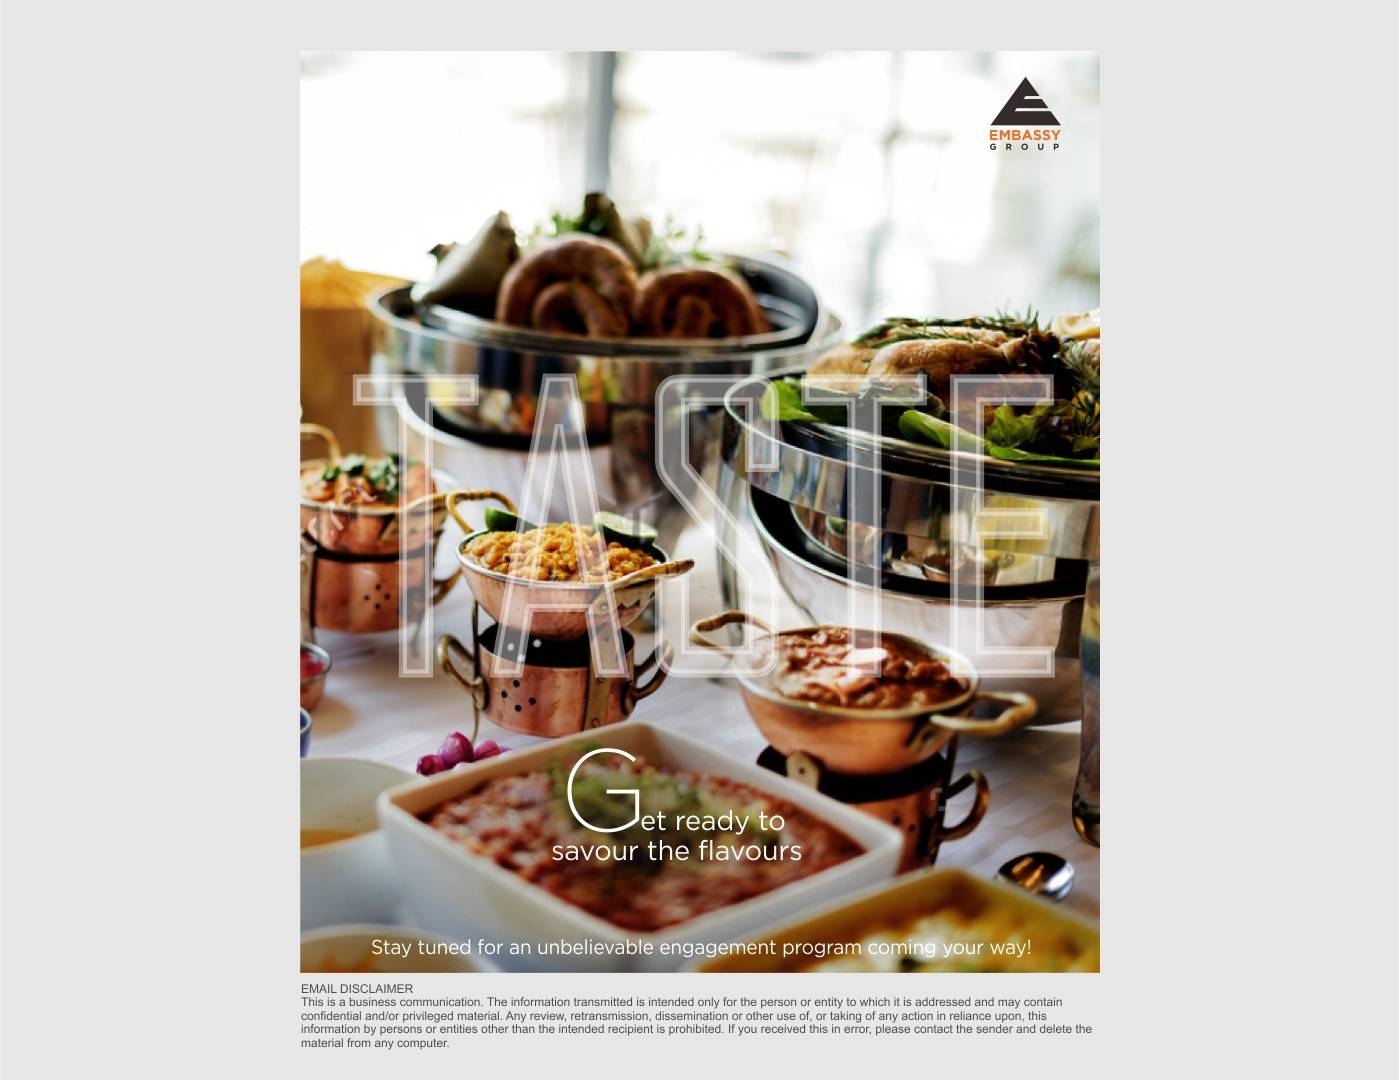 EMBASSY
GROUP
TASTE
Get ready to
savour the flavours
Stay tuned for an unbelievable engagement program coming your way!
EMAIL DISCLAIMER
This is a business communication. The information transmitted is intended only for the person or entity to which it is addressed and may contain
confidential and/or privileged material. Any review, retransmission, dissemination or other use of, or taking of any action in reliance upon, this
information by persons or entities other than the intended recipient is prohibited. If you received this in error, please contact the sender and delete the
material from any computer.